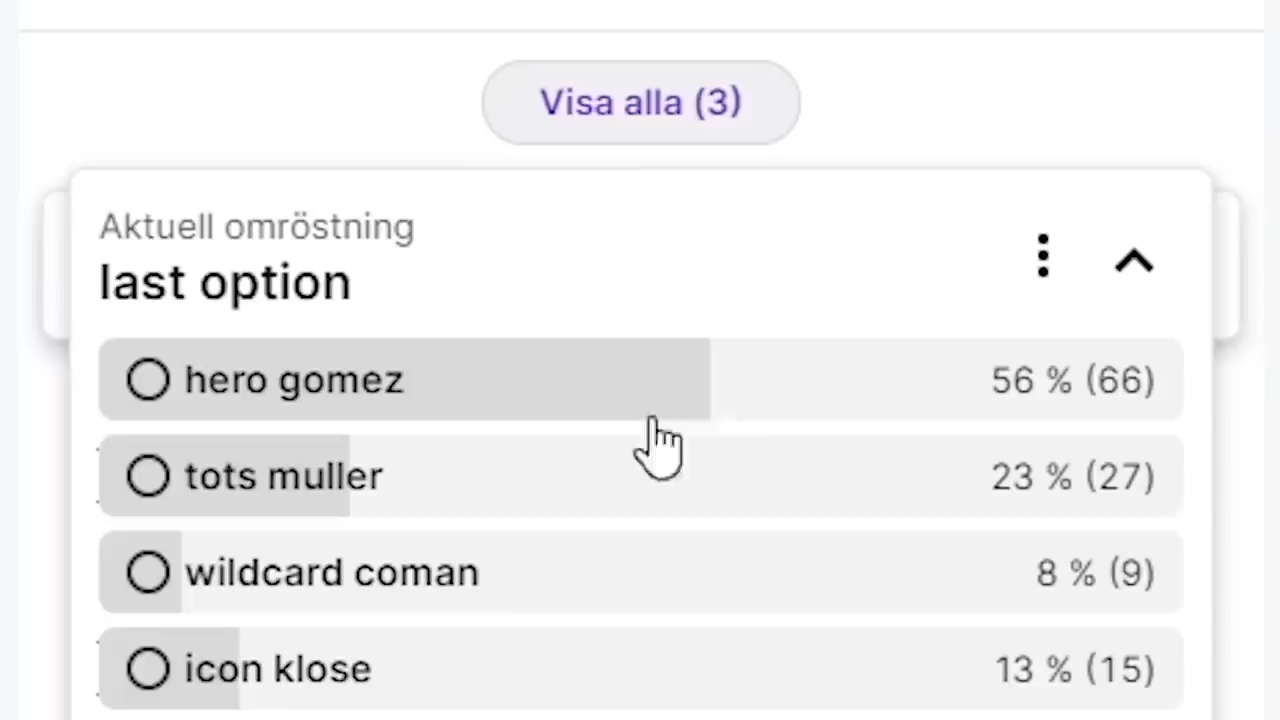 Visa alla (3)
Aktuell omröstning
last option
hero gomez 56 % (66)
tots muller 23 % (27)
wildcard coman 8 % (9)
icon klose 13 % (15)